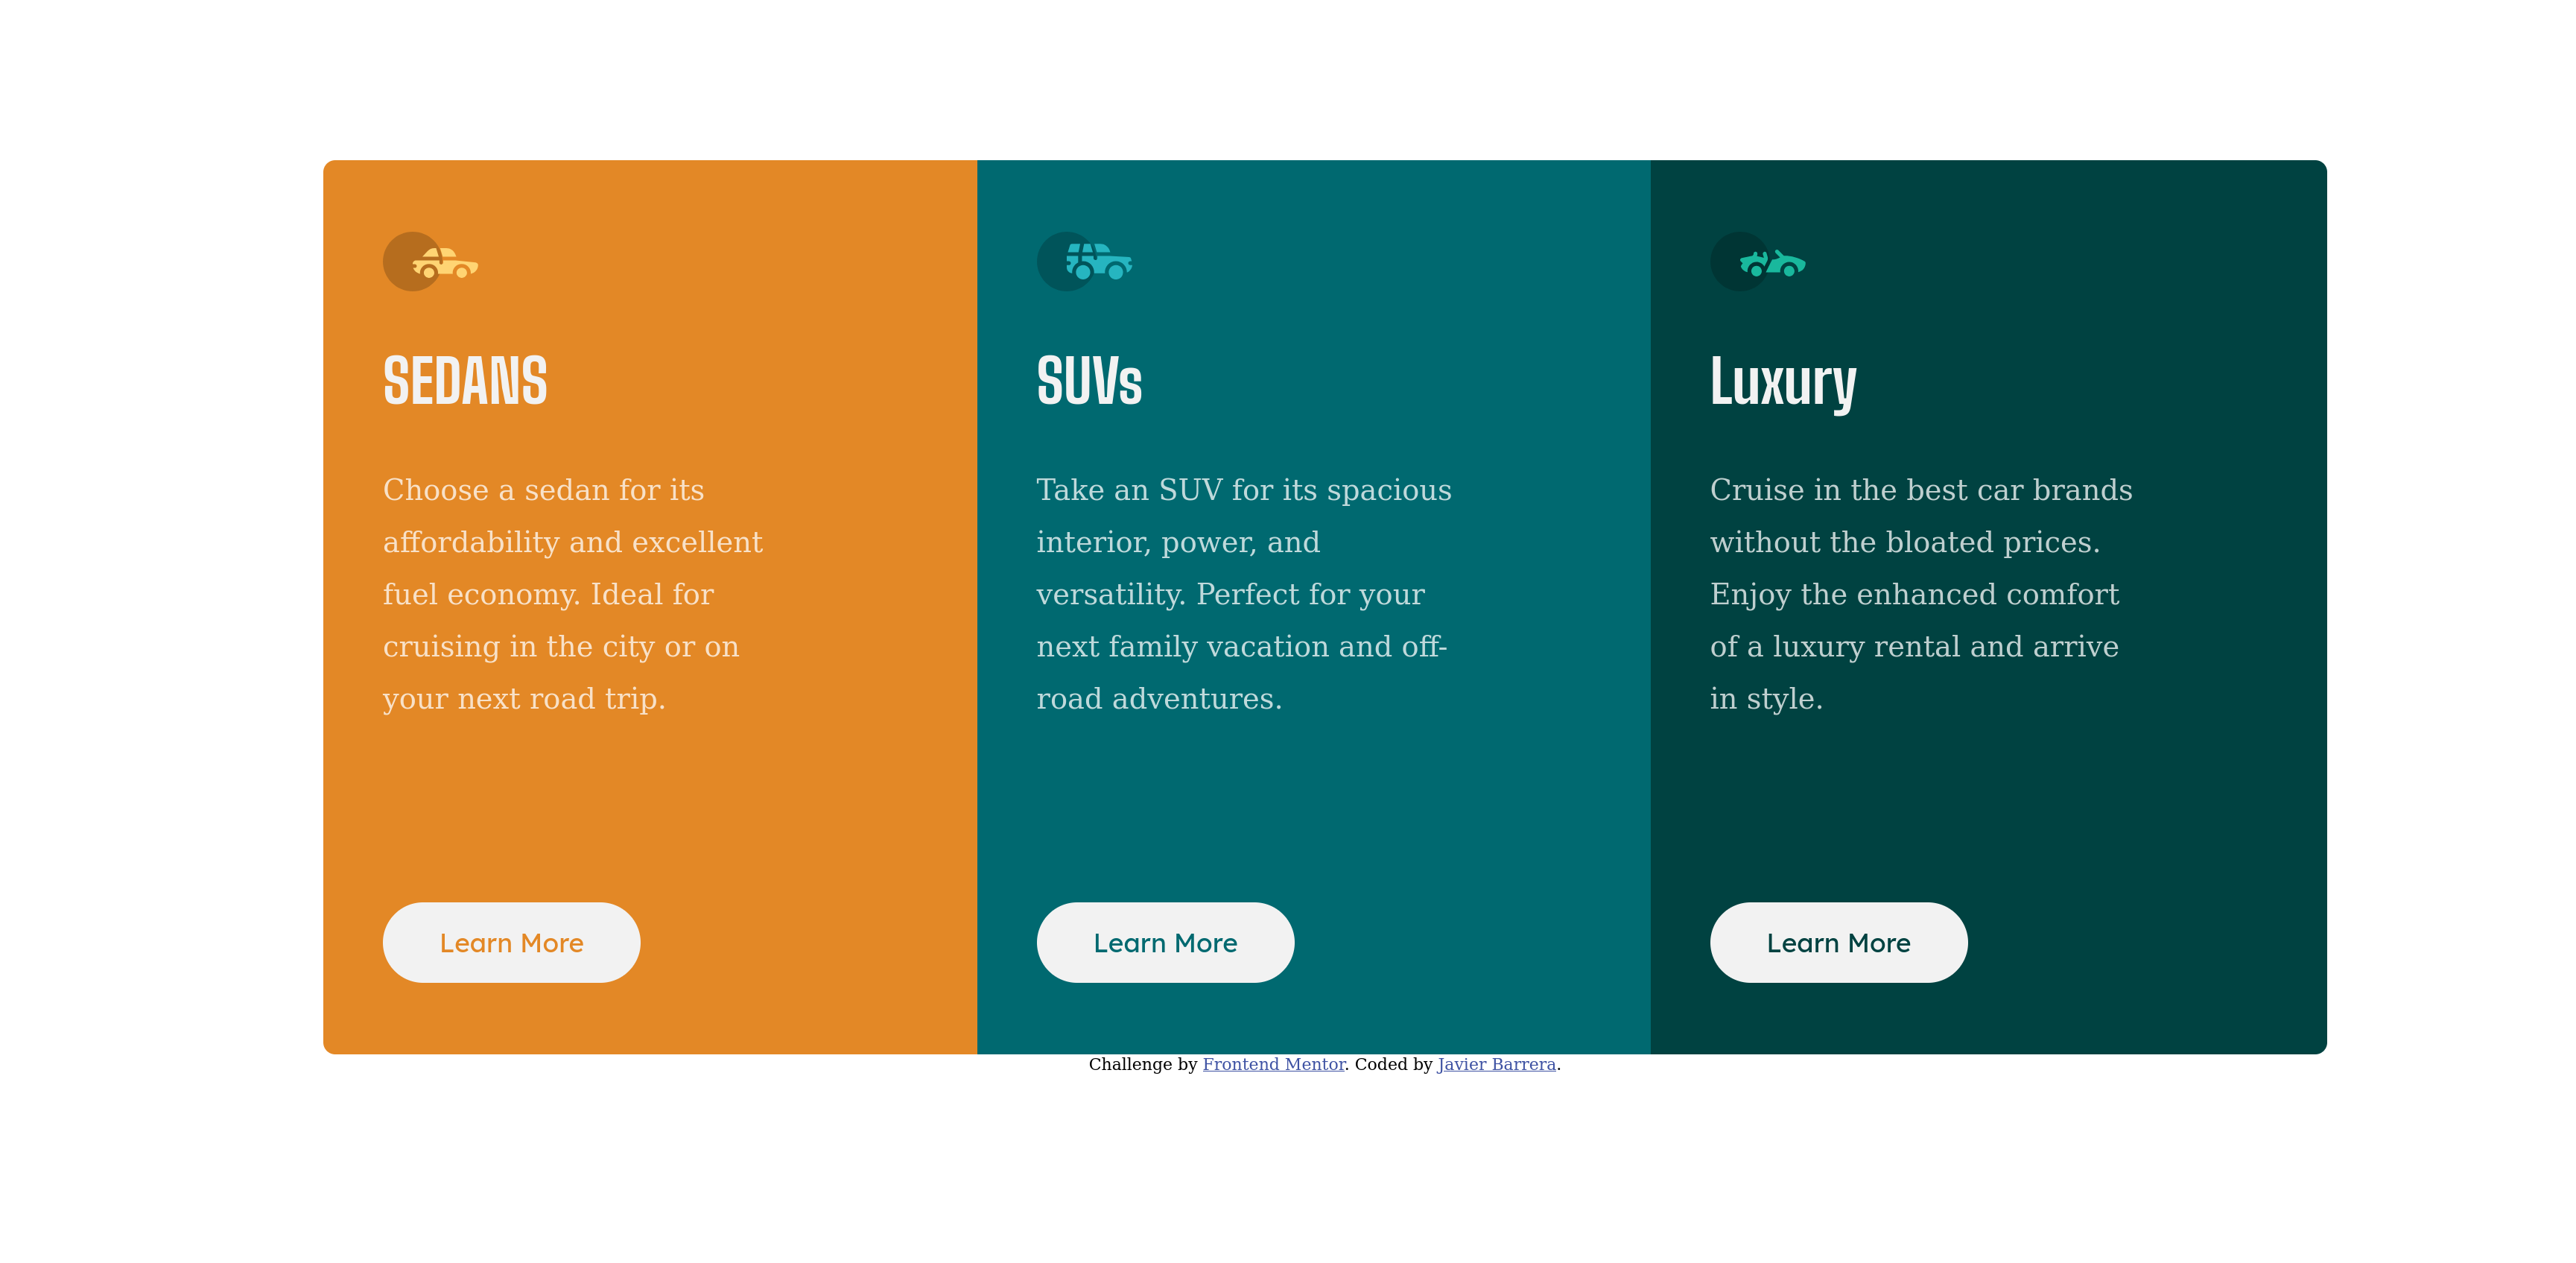 SEDANS
Choose a sedan for its
affordability and excellent
fuel economy. Ideal for
cruising in the city or on
your next road trip.
Learn More
SUVs
Take an SUV for its spacious
interior, power, and
versatility. Perfect for your
next family vacation and off-
road adventures.
Learn More
Luxury
Cruise in the best car brands
without the bloated prices.
Enjoy the enhanced comfort
of a luxury rental and arrive
in style.
Learn More
Challenge by Frontend Mentor. Coded by Javier Barrera.